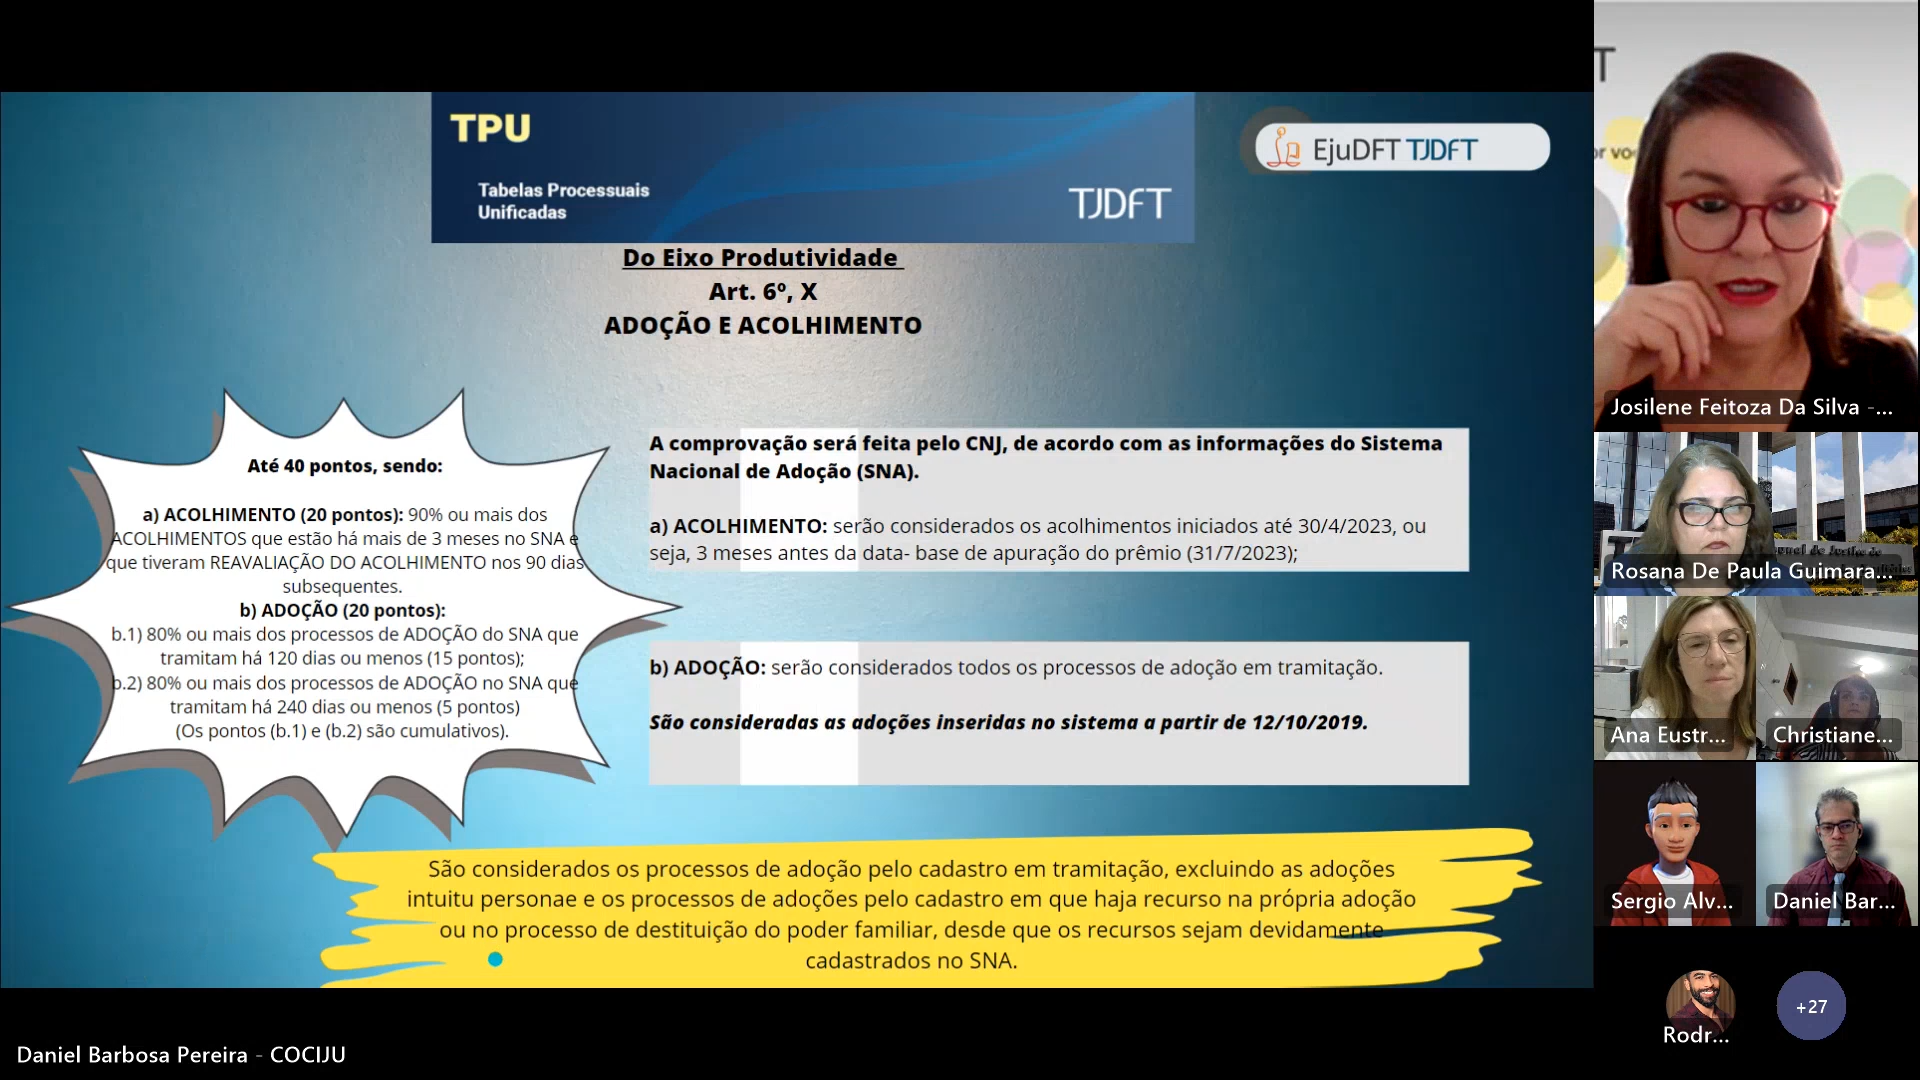 TPU
Tabelas Processuais
Unificadas
TJDFT
EjuDFT TJDFT
Do Eixo Produtividade
Art. 6º, X
ADOÇÃO E ACOLHIMENTO
Até 40 pontos, sendo:
a) ACOLHIMENTO (20 pontos): 90% ou mais dos
ACOLHIMENTOS que estão há mais de 3 meses no SNA e
que tiveram REAVALIAÇÃO DO ACOLHIMENTO nos 90 dias
subsequentes.
b) ADOÇÃO (20 pontos):
b.1) 80% ou mais dos processos de ADOÇÃO do SNA que
tramitam há 120 dias ou menos (15 pontos);
b.2) 80% ou mais dos processos de ADOÇÃO no SNA que
tramitam há 240 dias ou menos (5 pontos)
(Os pontos (b.1) e (b.2) são cumulativos).
A comprovação será feita pelo CNJ, de acordo com as informações do Sistema
Nacional de Adoção (SNA).
a) ACOLHIMENTO: serão considerados os acolhimentos iniciados até 30/4/2023, ou
seja, 3 meses antes da data- base de apuração do prêmio (31/7/2023);
b) ADOÇÃO: serão considerados todos os processos de adoção em tramitação.
São consideradas as adoções inseridas no sistema a partir de 12/10/2019.
São considerados os processos de adoção pelo cadastro em tramitação, excluindo as adoções
intuitu personae e os processos de adoções pelo cadastro em que haja recurso na própria adoção
ou no processo de destituição do poder familiar, desde que os recursos sejam devidamente
cadastrados no SNA.
Josilene Feitoza Da Silva -...
Rosana De Paula Guimara...
Ana Eustr...
Christiane...
Sergio Alv...
Daniel Bar...
Rodr...
+27
Daniel Barbosa Pereira - COCIJU